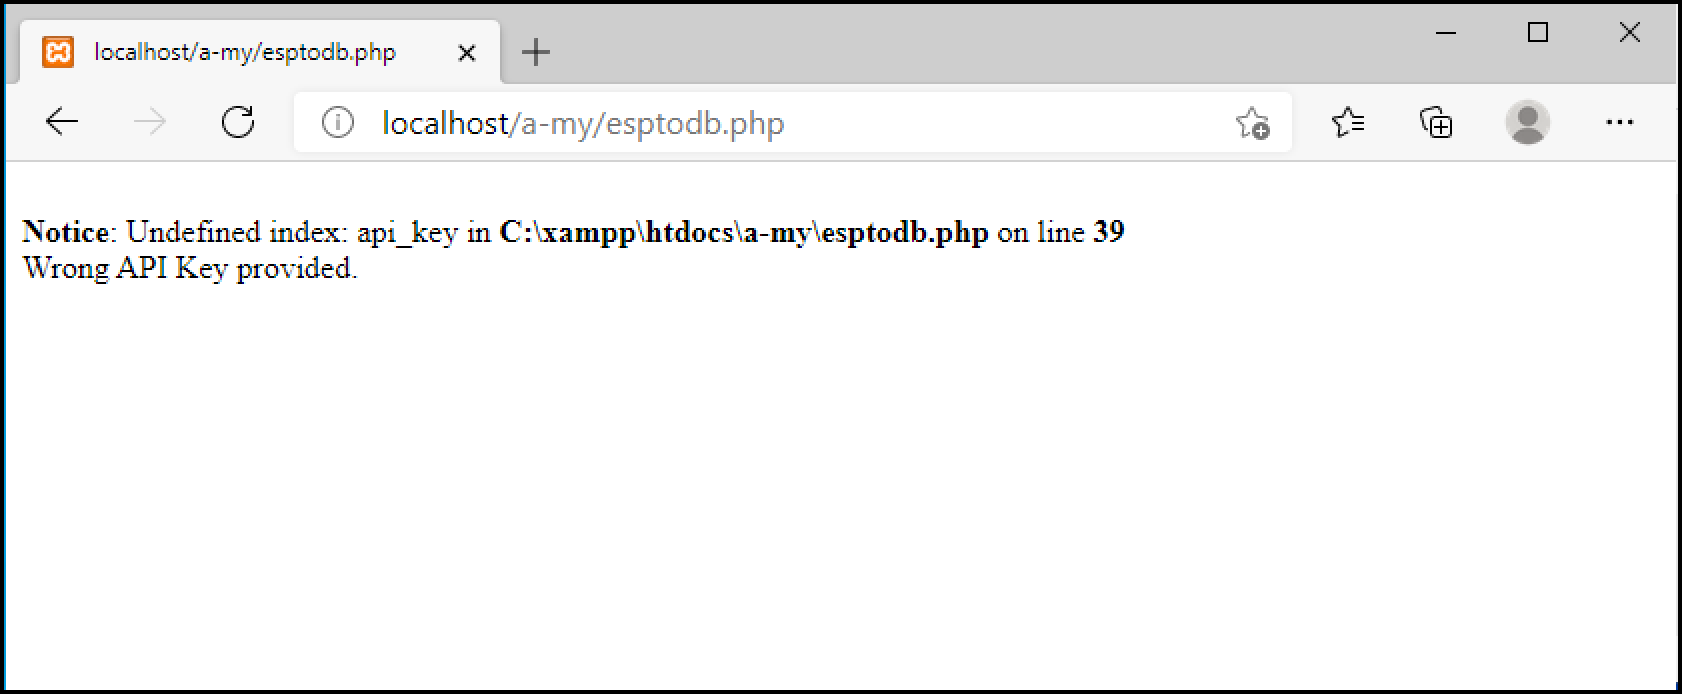 localhost/a-my/esptodb.php
localhost/a-my/esptodb.php
Notice: Undefined index: api_key in C:\xampp\htdocs\a-my\esptodb.php on line 39
Wrong API Key provided.